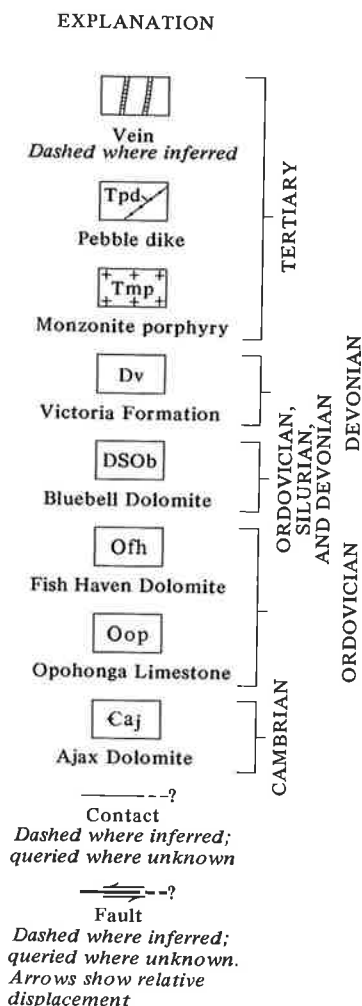 EXPLANATION
Vein
Dashed where inferred
Tpd
Pebble dike
Tmp
Monzonite porphyry
TERTIARY
Dv
Victoria Formation
DEVONIAN
DSOb
Bluebell Dolomite
ORDOVICIAN,
SILURIAN,
AND DEVONIAN
Ofh
Fish Haven Dolomite
Oop
Opohonga Limestone
ORDOVICIAN
Ꞓaj
Ajax Dolomite
CAMBRIAN
?
Contact
Dashed where inferred;
queried where unknown
?
Fault
Dashed where inferred;
queried where unknown.
Arrows show relative
displacement